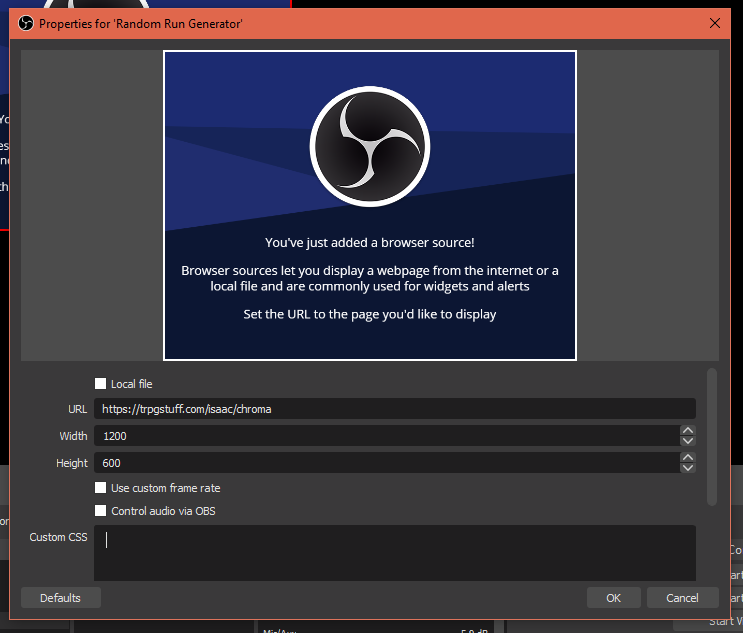 Properties for 'Random Run Generator'
You've just added a browser source!
Browser sources let you display a webpage from the internet or a
local file and are commonly used for widgets and alerts
Set the URL to the page you'd like to display
Local file
URL https://trpgstuff.com/isaac/chroma
Width 1200
Height 600
Use custom frame rate
Control audio via OBS
Custom CSS
Defaults OK Cancel
Start V